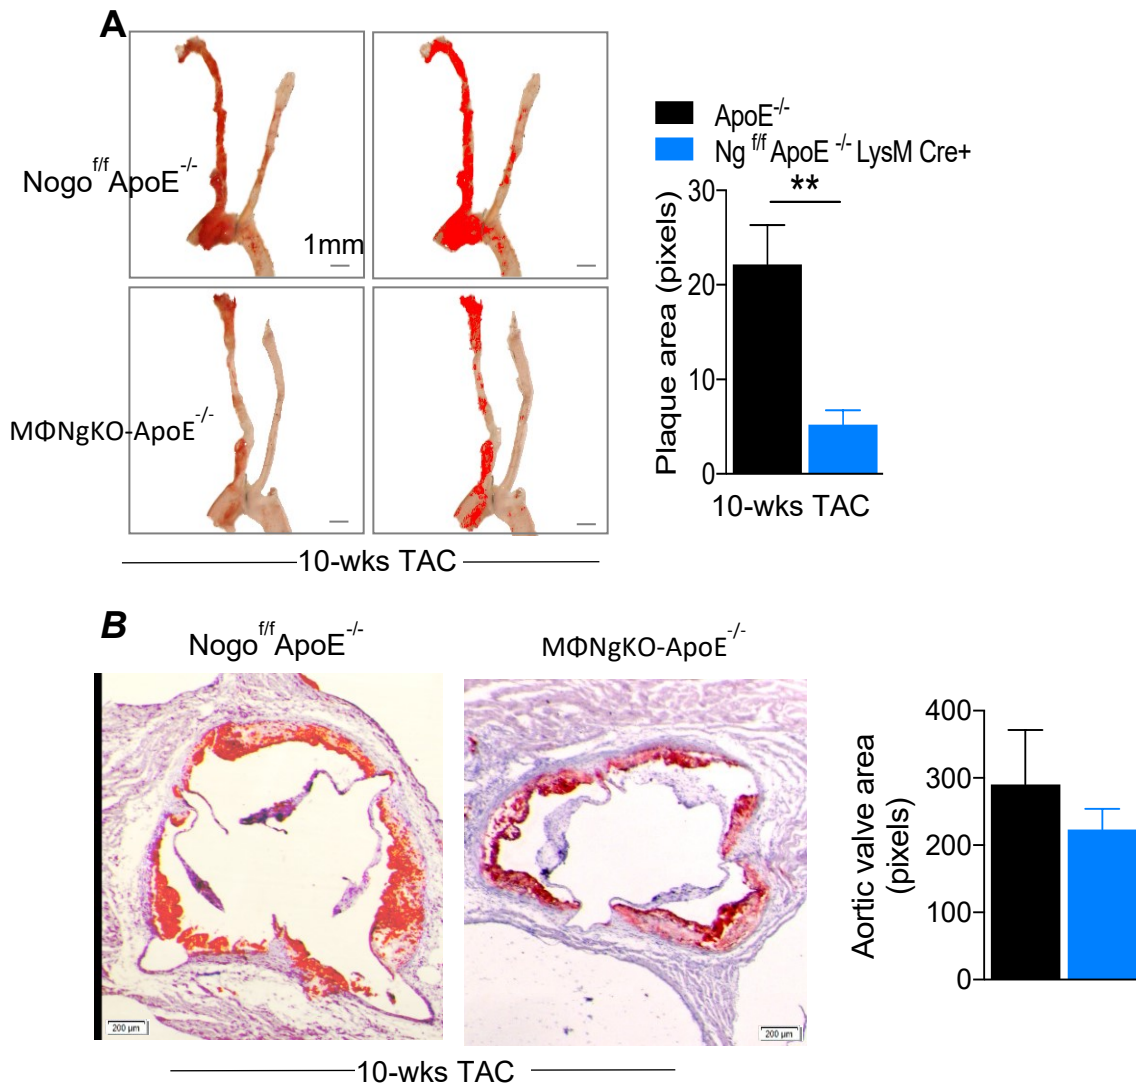 A
Nogo f/f ApoE -/-
1mm
MΦNgKO-ApoE -/-
10-wks TAC
ApoE -/-
Ng f/f ApoE -/- LysM Cre+
**
Plaque area (pixels)
30
20
10
0
10-wks TAC
B
Nogo f/f ApoE -/-
MΦNgKO-ApoE -/-
200 µm
200 µm
10-wks TAC
Aortic valve area
(pixels)
400
300
200
100
0